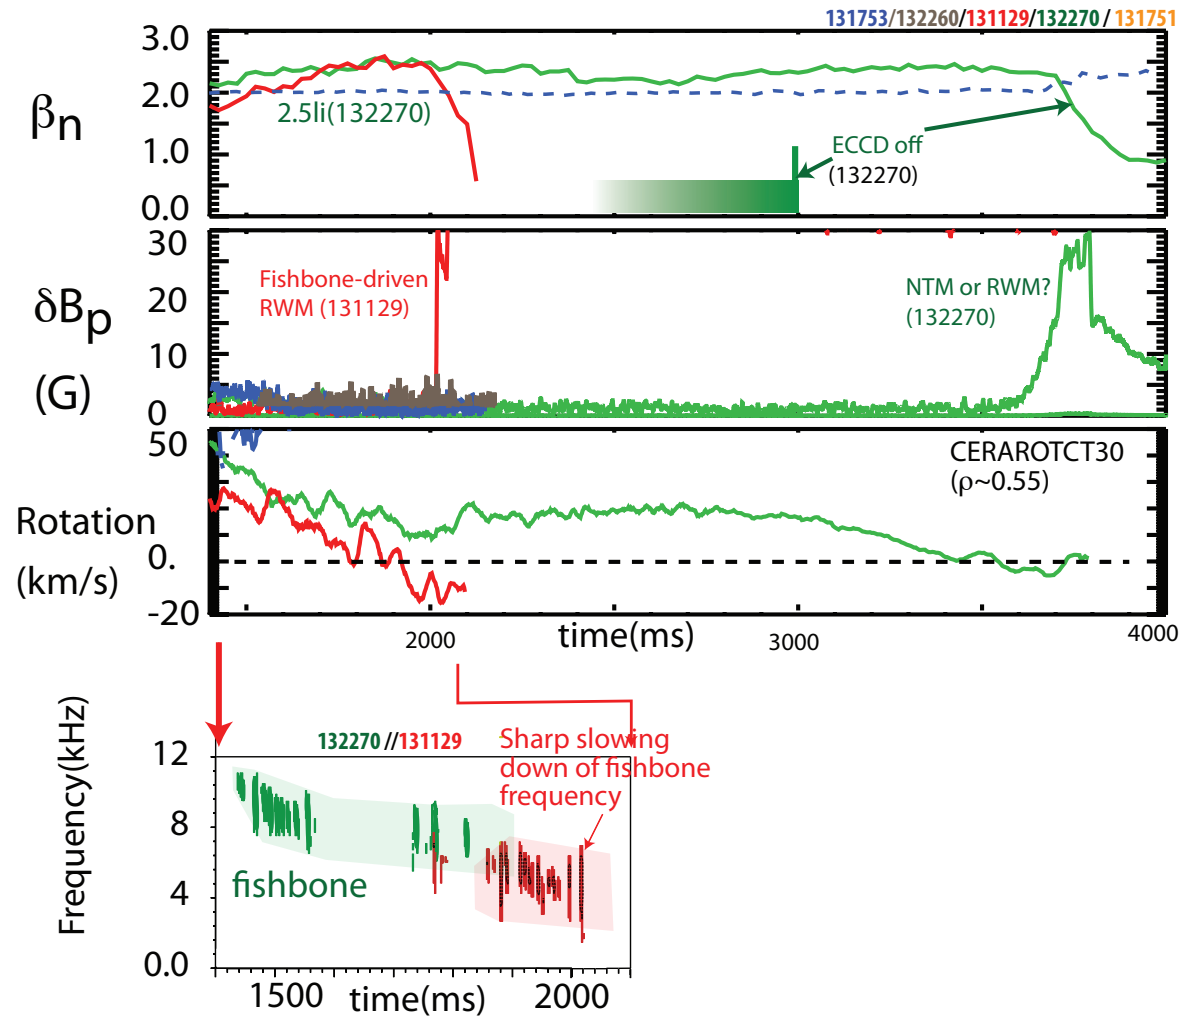 131753/132260/131129/132270 / 131751
3.0
2.0
1.0
0.0
βn
2.5li(132270)
ECCD off
(132270)
30
20
10
0
δBp
(G)
Fishbone-driven
RWM (131129)
NTM or RWM?
(132270)
50
0.
-20
Rotation
(km/s)
CERAROTCT30
(ρ~0.55)
2000
time(ms)
3000
4000
132270 //131129
Sharp slowing
down of fishbone
frequency
12
8
4
0.0
Frequency(kHz)
fishbone
1500
time(ms)
2000